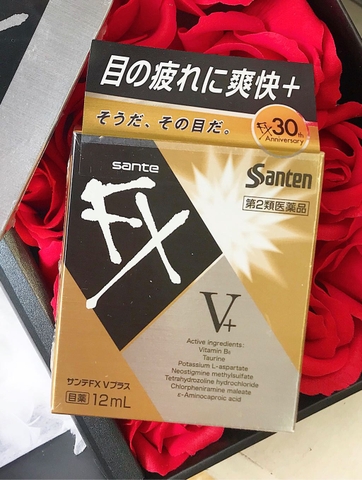 目の疲れに爽快+
そうだ、その目だ。
FX 30th
Anniversary
sante
FX
Santen
第2類医薬品
V+
Active ingredients:
Vitamin B6
Taurine
Potassium L-aspartate
Neostigmine methylsulfate
Tetrahydrozoline hydrochloride
Chlorpheniramine maleate
ε-Aminocaproic acid
サンテFX Vプラス
目薬 12mL